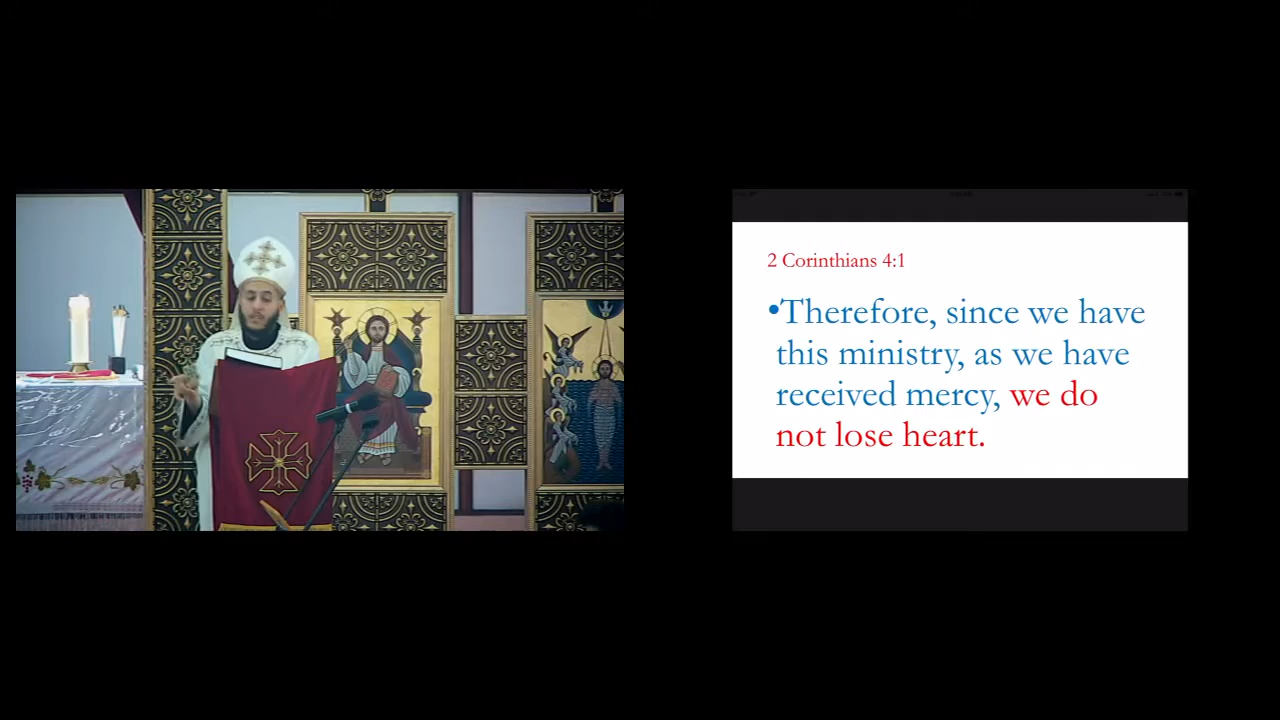 2 Corinthians 4:1
•Therefore, since we have
this ministry, as we have
received mercy, we do
not lose heart.